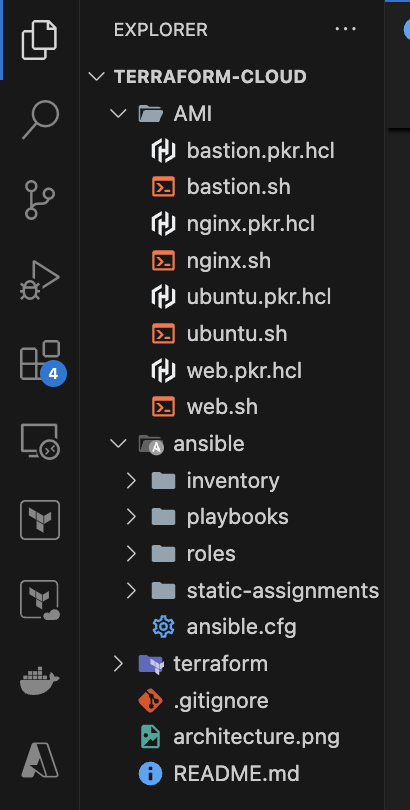 EXPLORER
TERRAFORM-CLOUD
AMI
bastion.pkr.hcl
bastion.sh
nginx.pkr.hcl
nginx.sh
ubuntu.pkr.hcl
ubuntu.sh
web.pkr.hcl
4
web.sh
A ansible
inventory
playbooks
roles
static-assignments
ansible.cfg
terraform
.gitignore
architecture.png
README.md